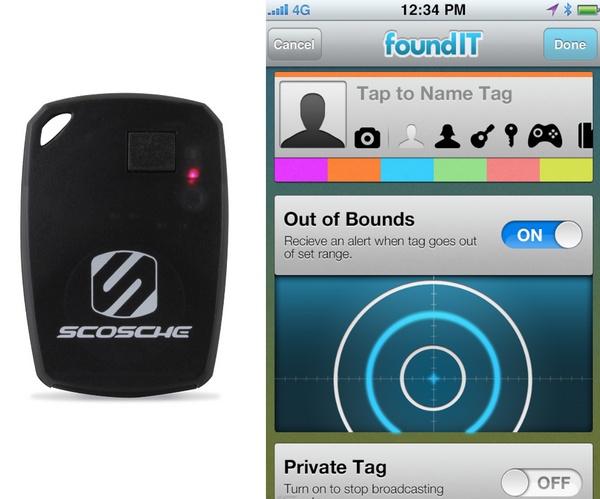 SCOSCHE
4G 12:34 PM
Cancel foundIT Done
Tap to Name Tag
Out of Bounds
ON
Recieve an alert when tag goes out
of set range.
Private Tag
OFF
Turn on to stop broadcasting